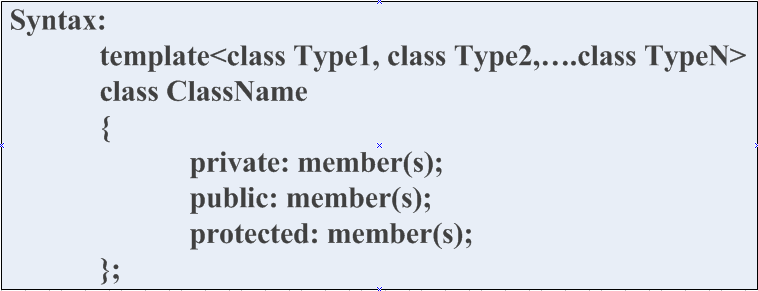 Syntax:
template<class Type1, class Type2,….class TypeN>
class ClassName
{
private: member(s);
public: member(s);
protected: member(s);
};